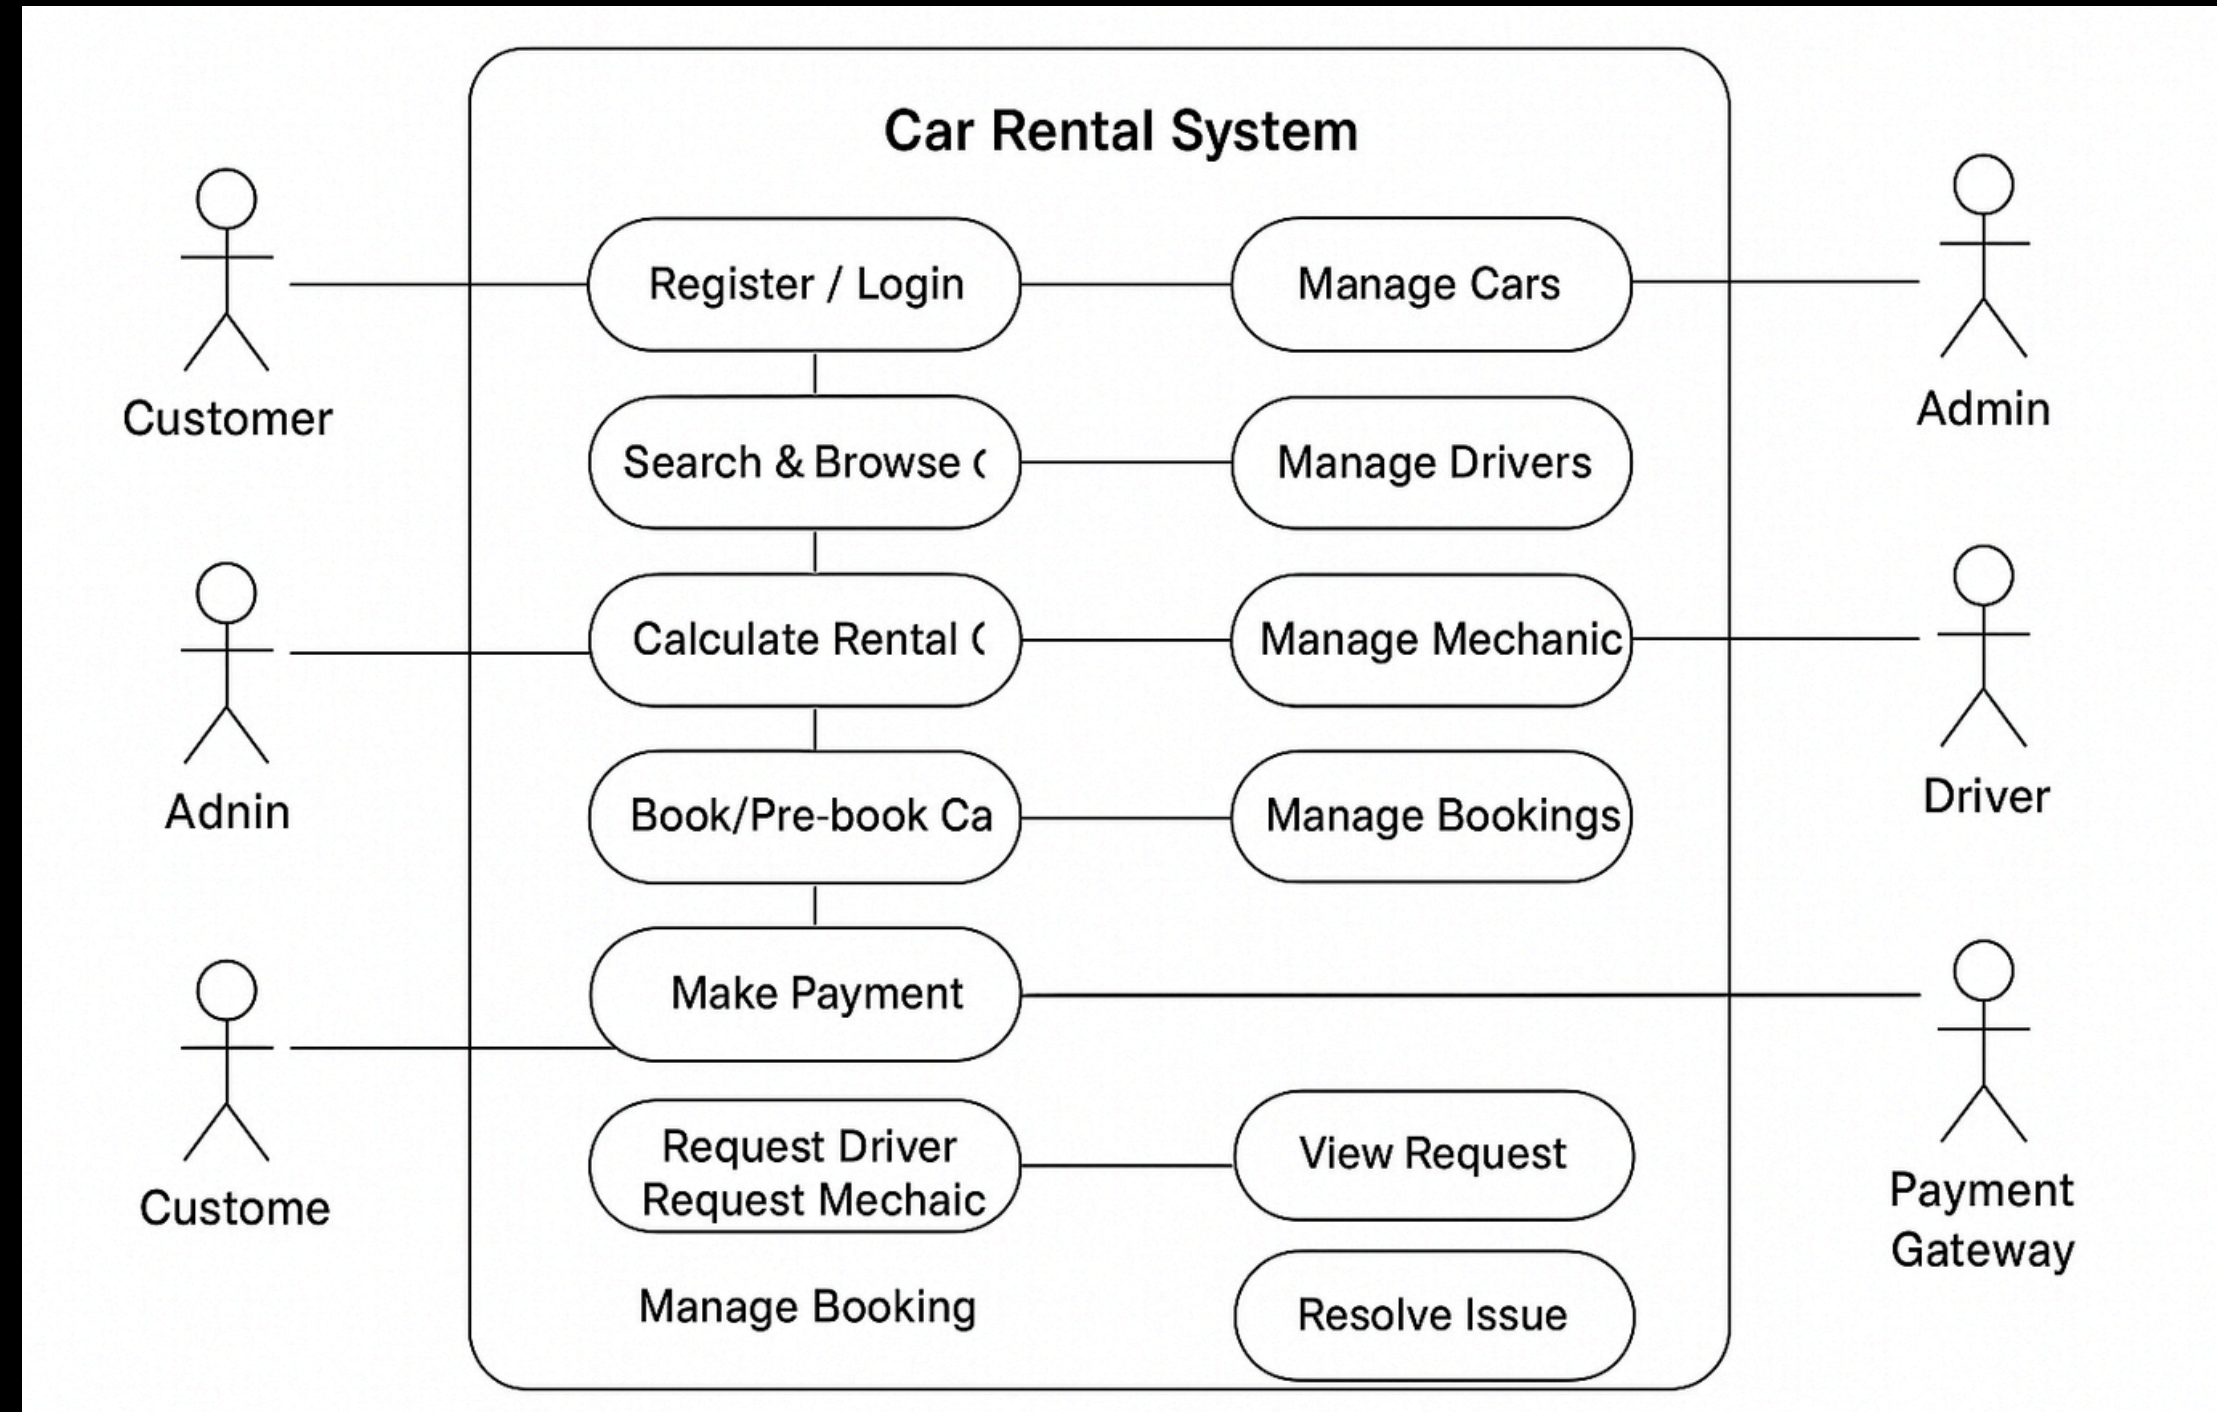 Car Rental System
Customer
Register / Login
Manage Cars
Admin
Search & Browse (
Manage Drivers
Adnin
Calculate Rental (
Manage Mechanic
Driver
Book/Pre-book Ca
Manage Bookings
Custome
Make Payment
Payment
Gateway
Request Driver
Request Mechaic
View Request
Manage Booking
Resolve Issue